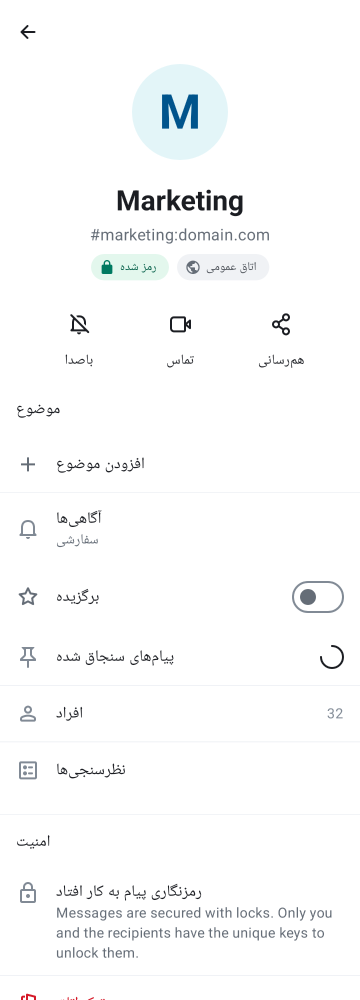 M
Marketing
#marketing:domain.com
رمز شده
اتاق عمومی
باصدا
تماس
هم‌رسانی
موضوع
افزودن موضوع
آگاهی‌ها
سفارشی
برگزیده
پیام‌های سنجاق شده
افراد
32
نظرسنجی‌ها
امنیت
رمزنگاری پیام به کار افتاد
Messages are secured with locks. Only you
and the recipients have the unique keys to
unlock them.